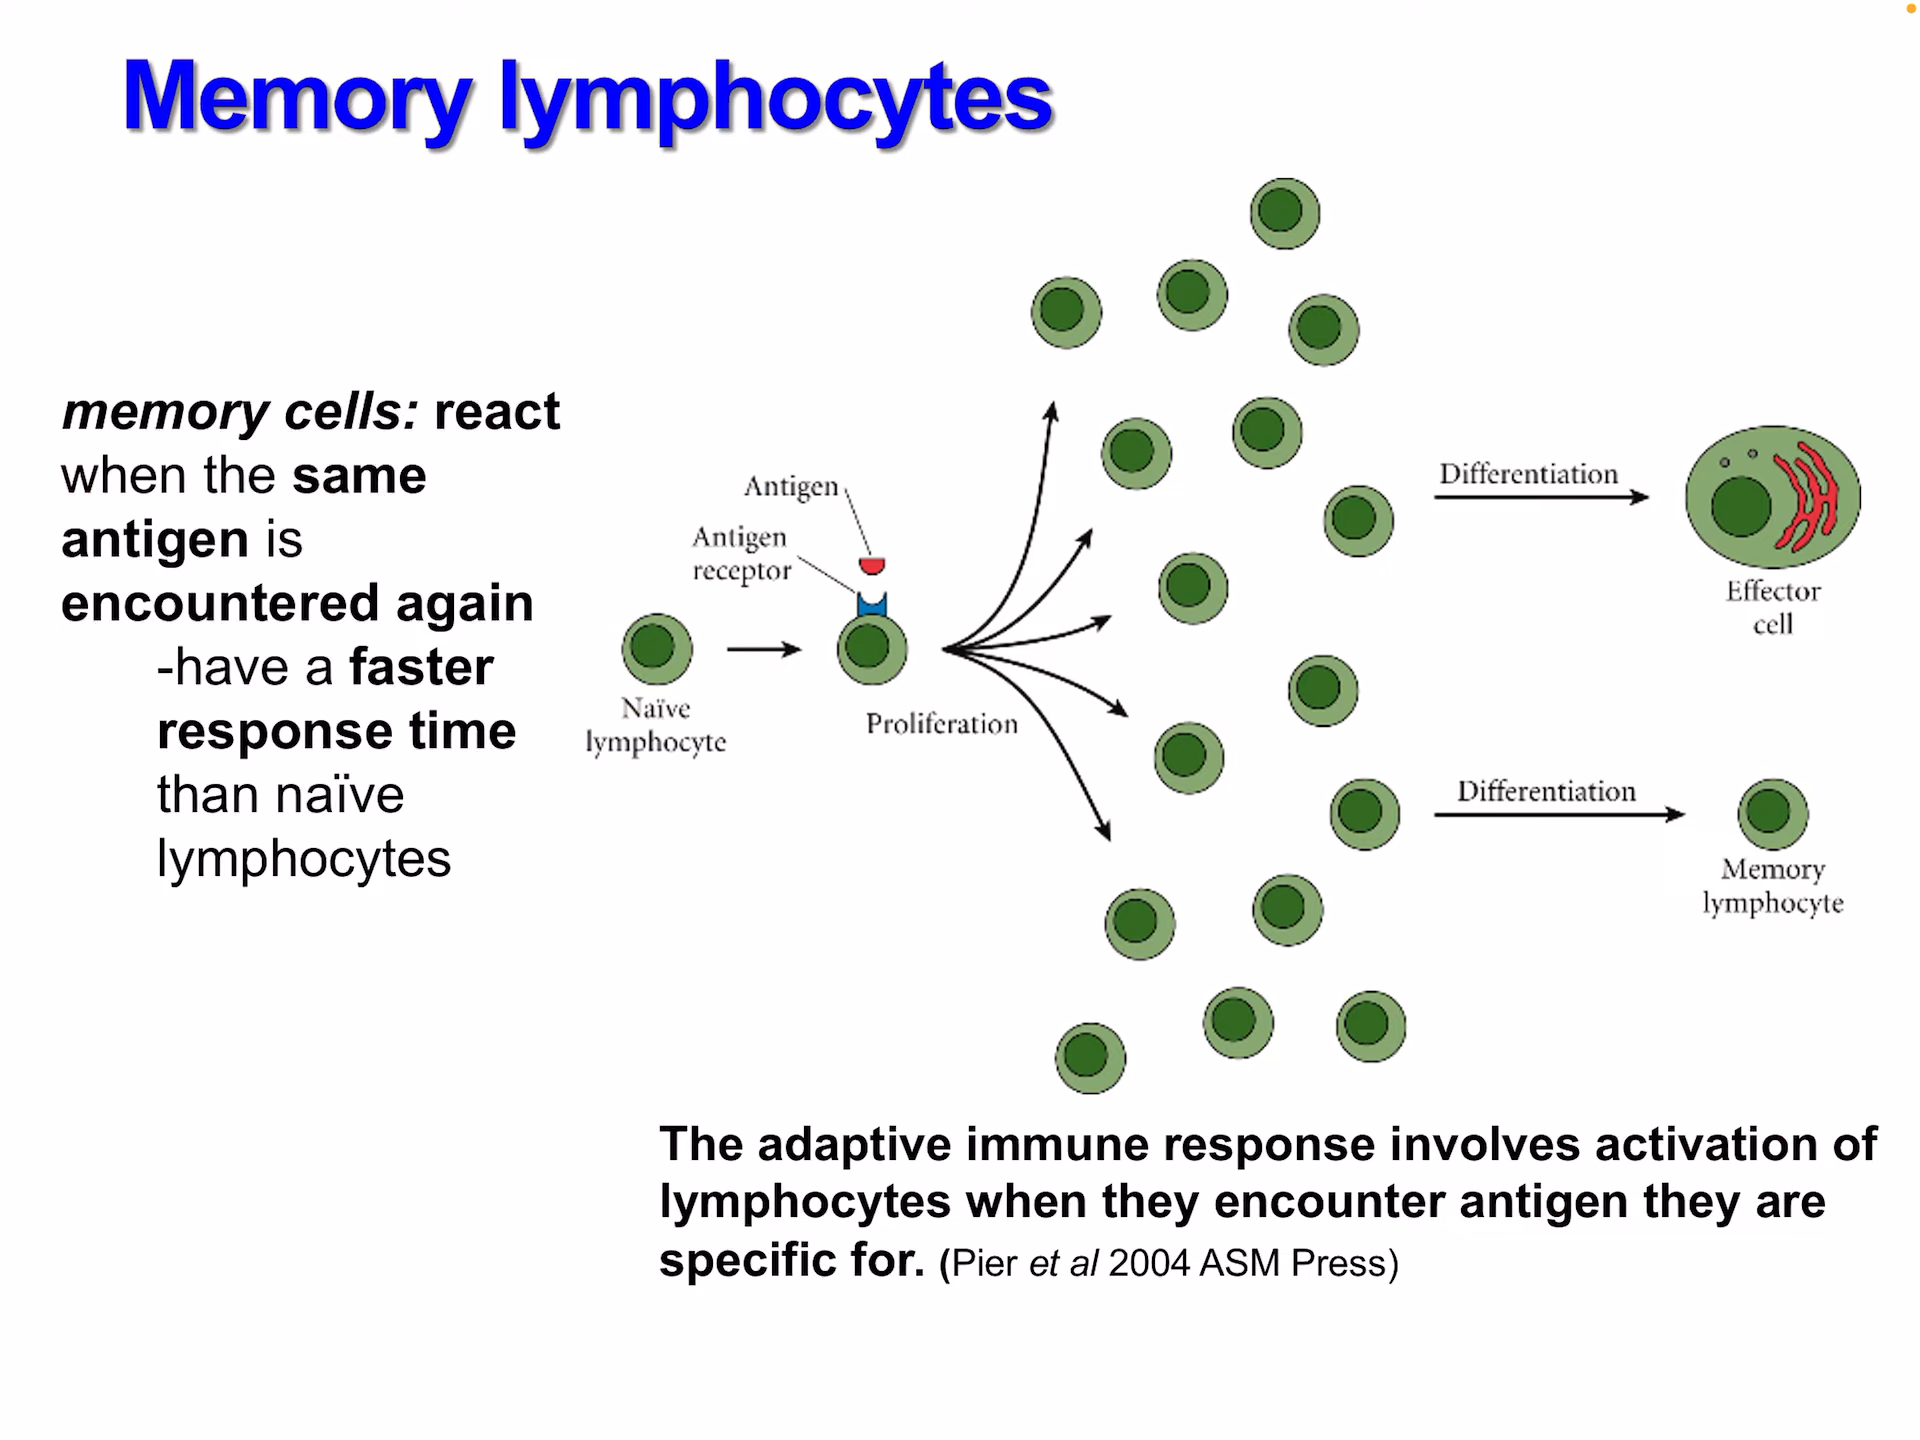 Memory lymphocytes
memory cells: react
when the same
antigen is
encountered again
-have a faster
response time
than naïve
lymphocytes
Antigen
Antigen
receptor
Naïve
lymphocyte
Proliferation
Differentiation
Effector
cell
Differentiation
Memory
lymphocyte
The adaptive immune response involves activation of
lymphocytes when they encounter antigen they are
specific for. (Pier et al 2004 ASM Press)